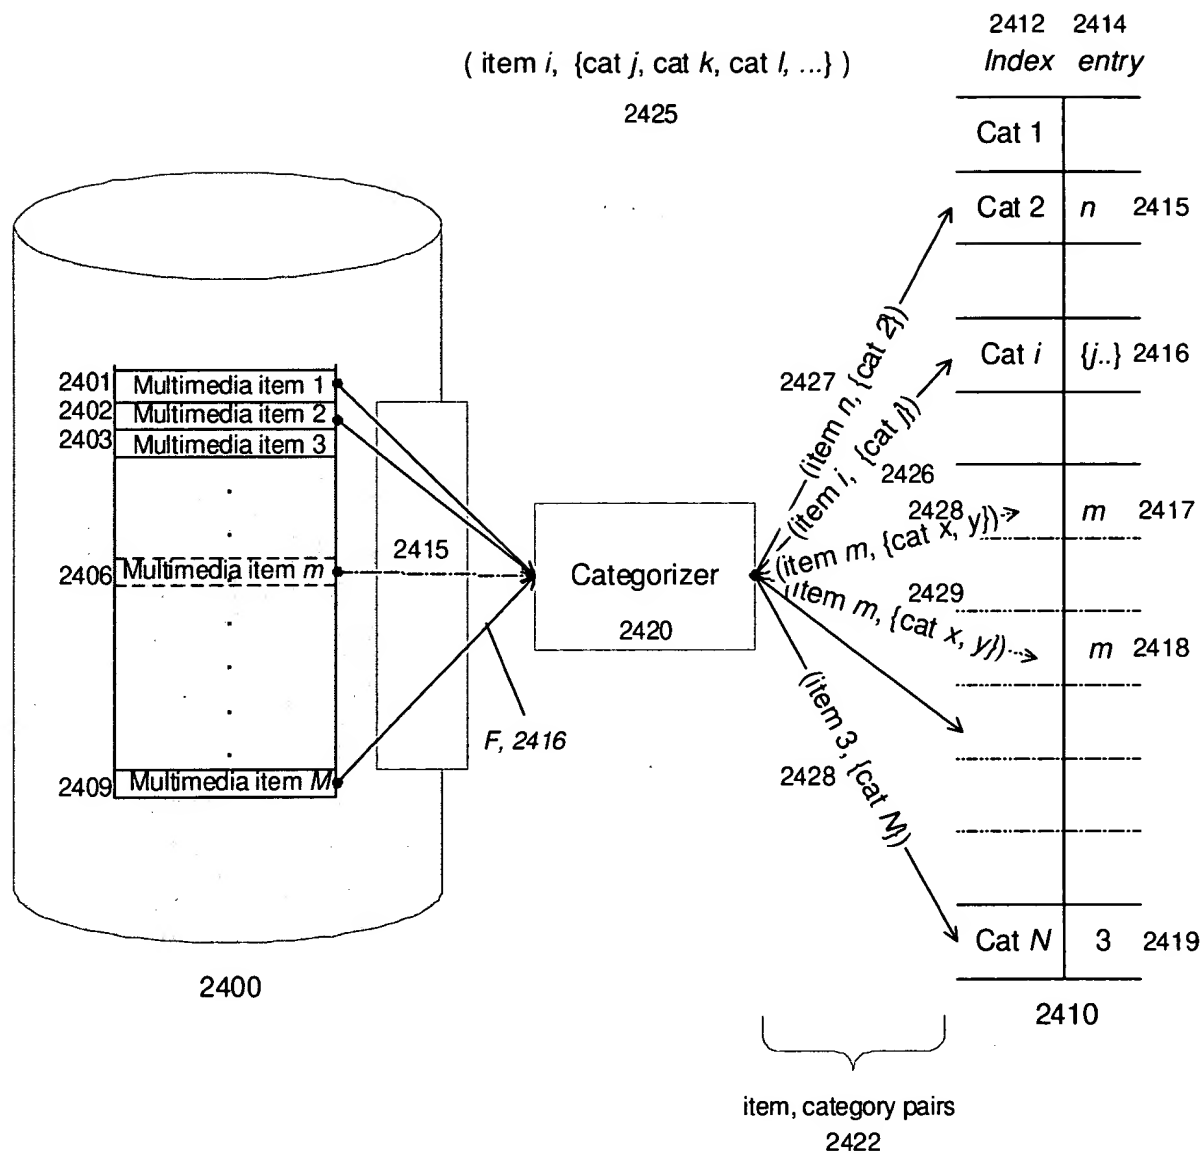 2412 2414
Index entry
( item i, {cat j, cat k, cat l, ...} )
2425
Cat 1
Cat 2 n 2415
Cat i {j..} 2416
2401 Multimedia item 1
2402 Multimedia item 2
2403 Multimedia item 3
2406 Multimedia item m
2409 Multimedia item M
2415
F, 2416
Categorizer
2420
2427
(item n, {cat 2})
(item i, {cat j})
2426
2428
(item m, {cat x, y})
m 2417
2429
(item m, {cat x, y})
m 2418
(item 3, {cat N})
2428
Cat N 3 2419
2400
2410
item, category pairs
2422